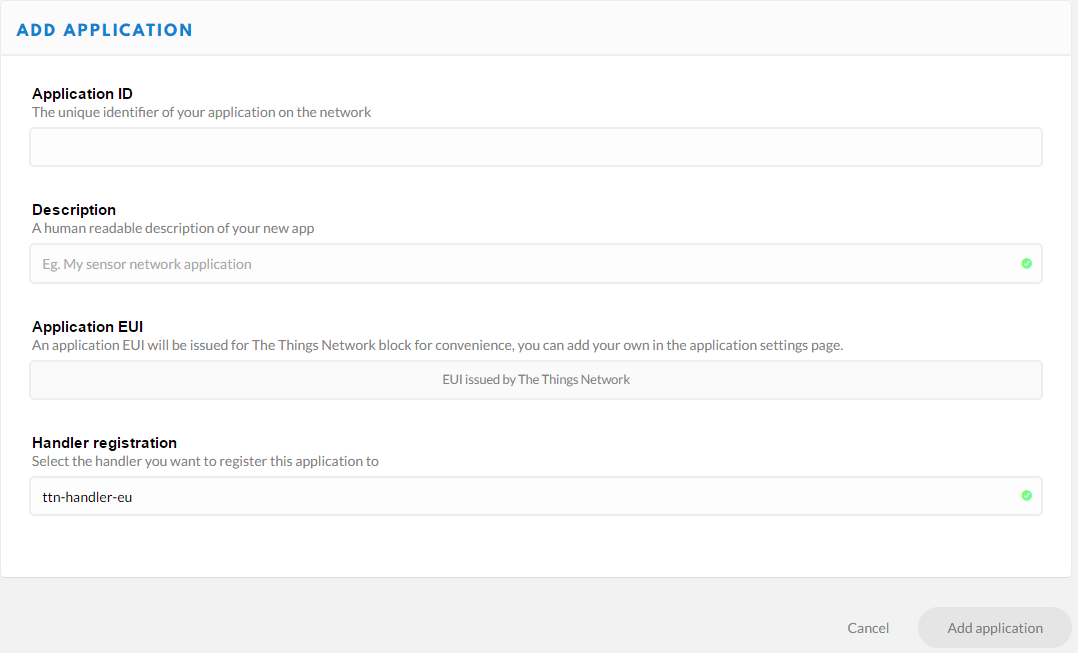 ADD APPLICATION
Application ID
The unique identifier of your application on the network
Description
A human readable description of your new app
Eg. My sensor network application
Application EUI
An application EUI will be issued for The Things Network block for convenience, you can add your own in the application settings page.
EUI issued by The Things Network
Handler registration
Select the handler you want to register this application to
ttn-handler-eu
Cancel
Add application